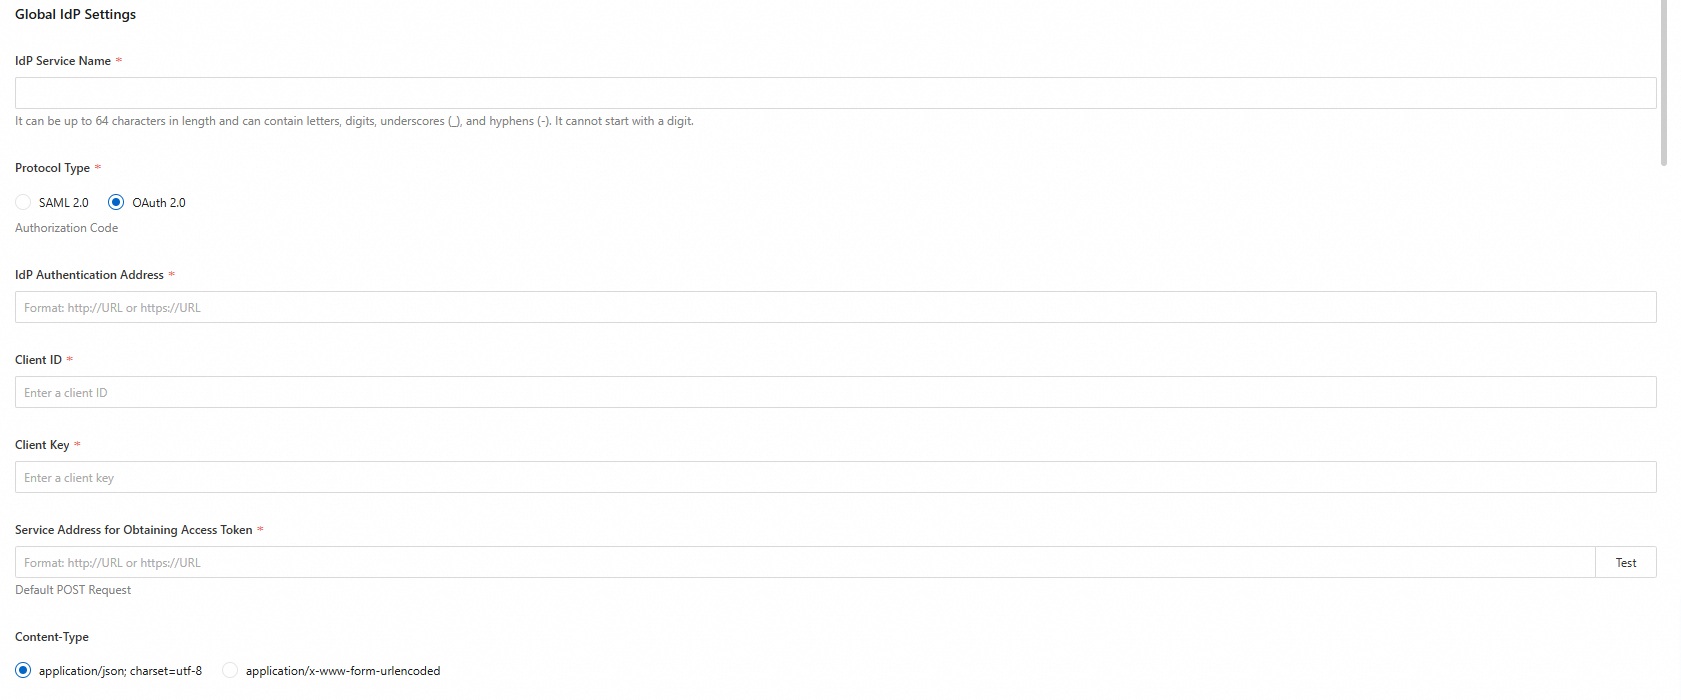 Global IdP Settings
IdP Service Name *
It can be up to 64 characters in length and can contain letters, digits, underscores (_), and hyphens (-). It cannot start with a digit.
Protocol Type *
SAML 2.0 OAuth 2.0
Authorization Code
IdP Authentication Address *
Format: http://URL or https://URL
Client ID *
Enter a client ID
Client Key *
Enter a client key
Service Address for Obtaining Access Token *
Format: http://URL or https://URL Test
Default POST Request
Content-Type
application/json; charset=utf-8 application/x-www-form-urlencoded